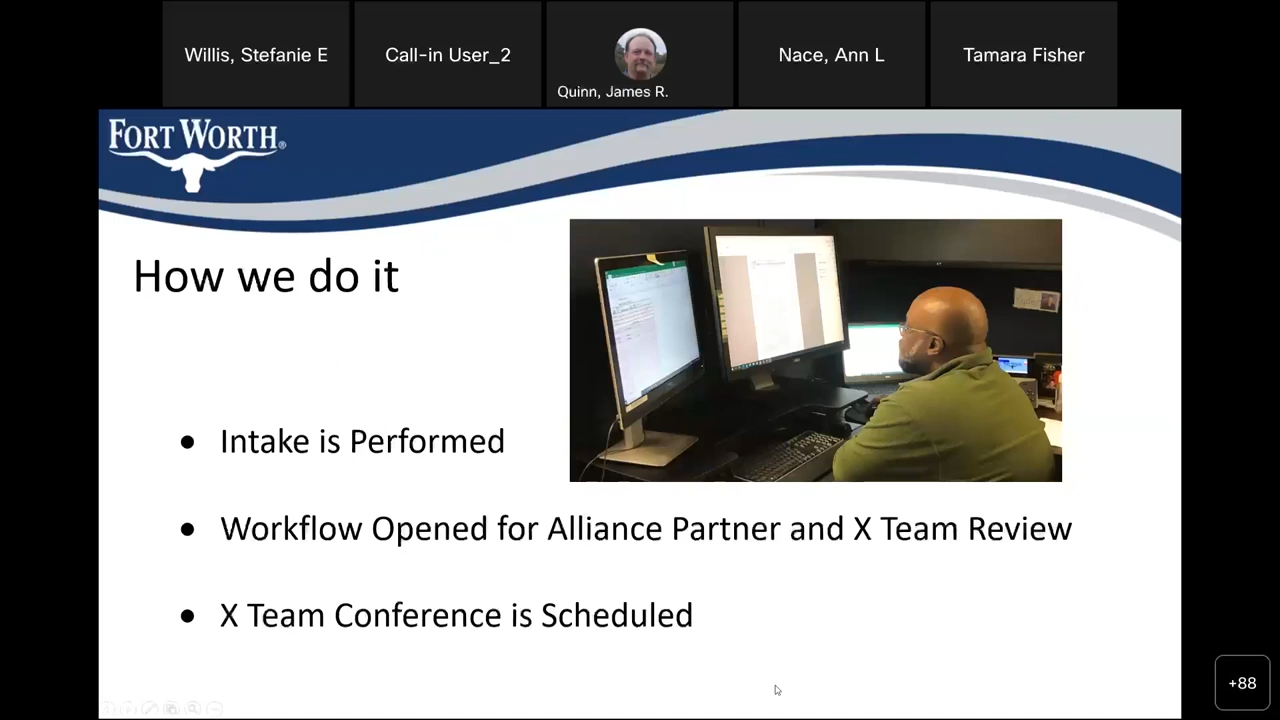 Willis, Stefanie E
Call-in User_2
Quinn, James R.
Nace, Ann L
Tamara Fisher
FORT WORTH®
How we do it
• Intake is Performed
• Workflow Opened for Alliance Partner and X Team Review
• X Team Conference is Scheduled
+88